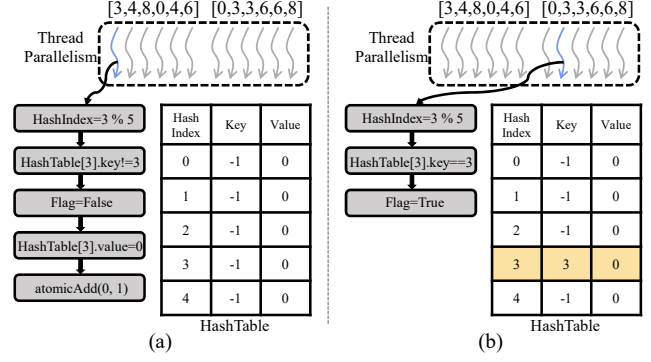 [3,4,8,0,4,6] [0,3,3,6,6,8]
Thread
Parallelism
HashIndex=3 % 5
HashTable[3].key!=3
Flag=False
HashTable[3].value=0
atomicAdd(0, 1)
Hash Index Key Value
0 -1 0
1 -1 0
2 -1 0
3 -1 0
4 -1 0
HashTable
(a)
[3,4,8,0,4,6] [0,3,3,6,6,8]
Thread
Parallelism
HashIndex=3 % 5
HashTable[3].key==3
Flag=True
Hash Index Key Value
0 -1 0
1 -1 0
2 -1 0
3 3 0
4 -1 0
HashTable
(b)